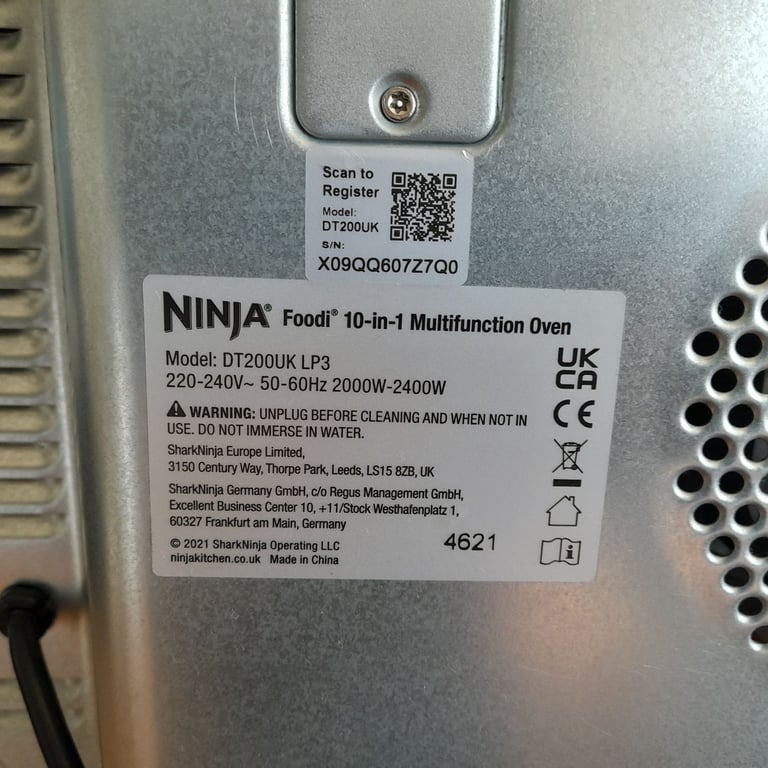 Scan to
Register
Model:
DT200UK
S/N:
X09QQ607Z7Q0
NINJA® Foodi® 10-in-1 Multifunction Oven
Model: DT200UK LP3
220-240V~ 50-60Hz 2000W-2400W
WARNING: UNPLUG BEFORE CLEANING AND WHEN NOT IN
USE. DO NOT IMMERSE IN WATER.
SharkNinja Europe Limited,
3150 Century Way, Thorpe Park, Leeds, LS15 8ZB, UK
SharkNinja Germany GmbH, c/o Regus Management GmbH,
Excellent Business Center 10, +11/Stock Westhafenplatz 1,
60327 Frankfurt am Main, Germany
© 2021 SharkNinja Operating LLC
ninjakitchen.co.uk Made in China
4621
UK
CA
CE